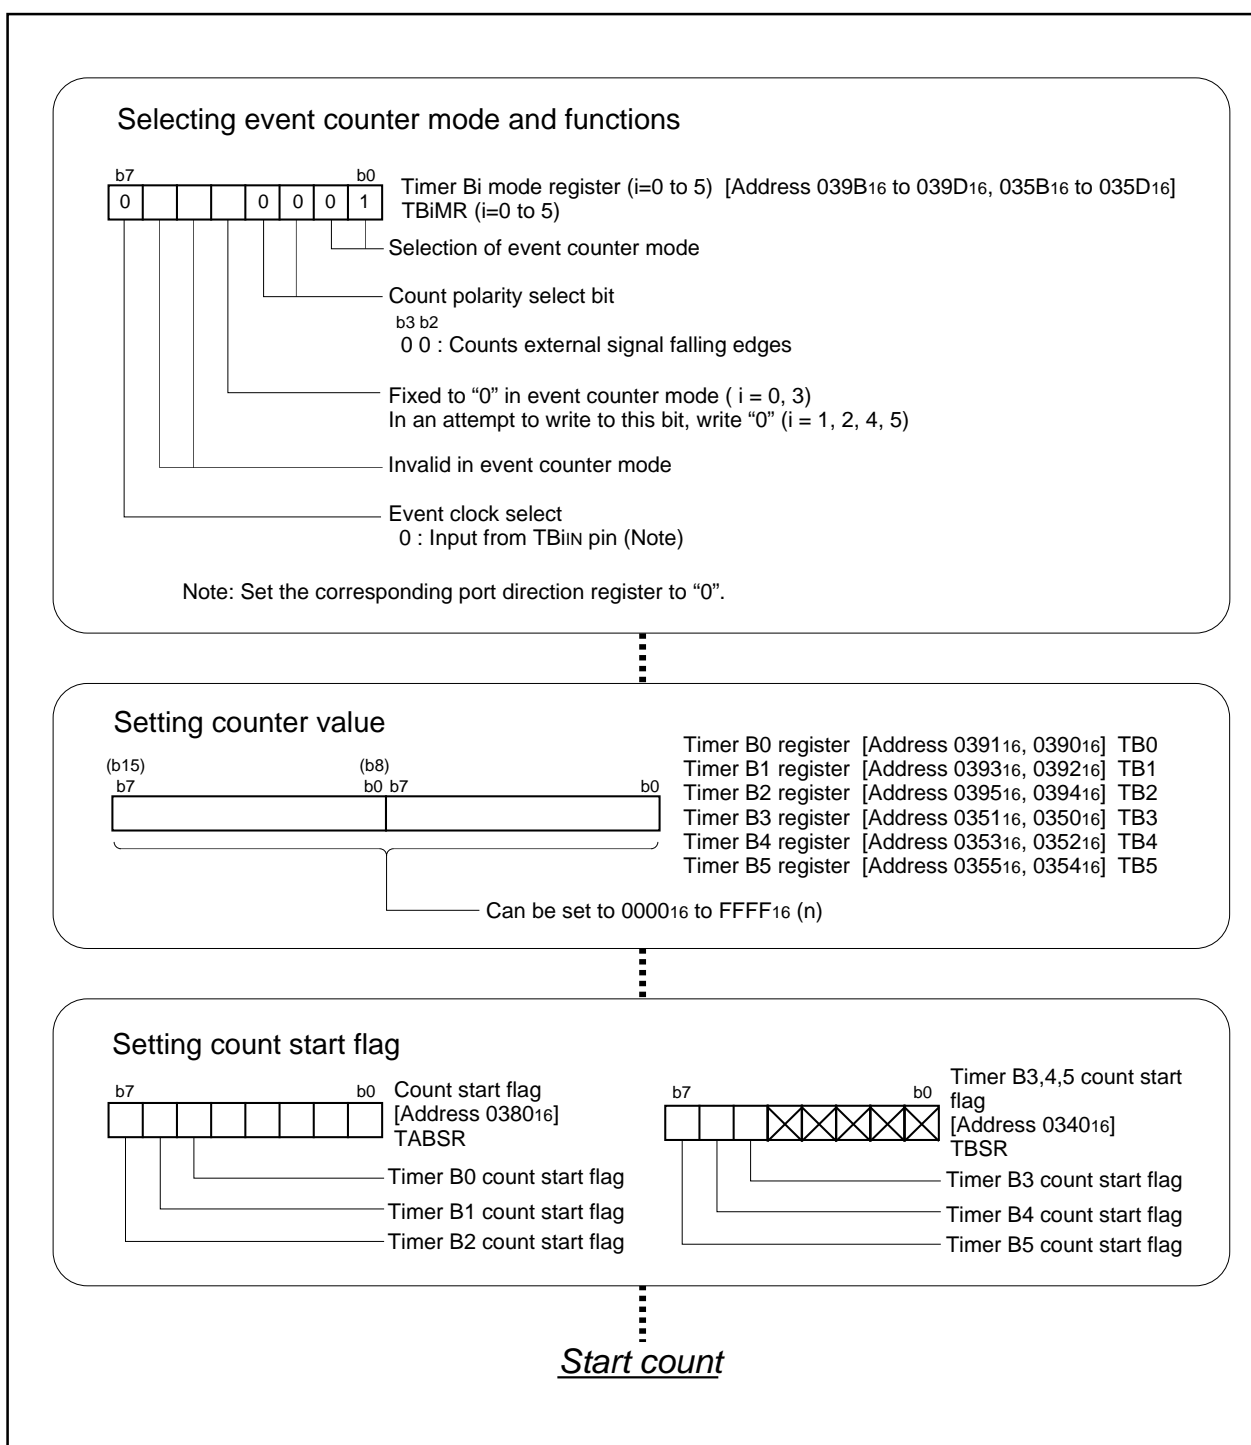 Selecting event counter mode and functions
b7 b0
0 0 0 0 1
Timer Bi mode register (i=0 to 5) [Address 039B16 to 039D16, 035B16 to 035D16]
TBiMR (i=0 to 5)
Selection of event counter mode
Count polarity select bit
b3 b2
0 0 : Counts external signal falling edges
Fixed to “0” in event counter mode ( i = 0, 3)
In an attempt to write to this bit, write “0” (i = 1, 2, 4, 5)
Invalid in event counter mode
Event clock select
0 : Input from TBiIN pin (Note)
Note: Set the corresponding port direction register to “0”.
Setting counter value
(b15) (b8)
b7 b0 b7 b0
Timer B0 register [Address 039116, 039016] TB0
Timer B1 register [Address 039316, 039216] TB1
Timer B2 register [Address 039516, 039416] TB2
Timer B3 register [Address 035116, 035016] TB3
Timer B4 register [Address 035316, 035216] TB4
Timer B5 register [Address 035516, 035416] TB5
Can be set to 000016 to FFFF16 (n)
Setting count start flag
b7 b0
Count start flag
[Address 038016]
TABSR
Timer B0 count start flag
Timer B1 count start flag
Timer B2 count start flag
b7 b0
Timer B3,4,5 count start
flag
[Address 034016]
TBSR
Timer B3 count start flag
Timer B4 count start flag
Timer B5 count start flag
Start count